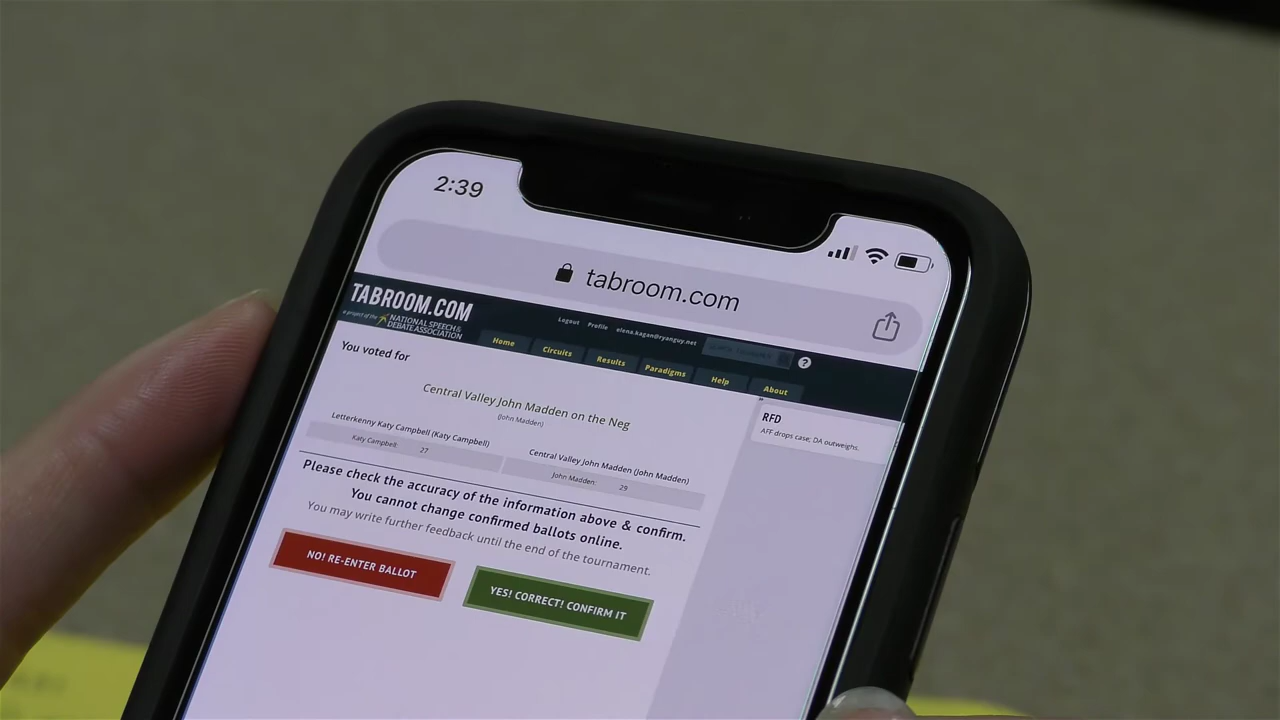 2:39
tabroom.com
TABROOM.COM
a project of the NATIONAL SPEECH & DEBATE ASSOCIATION
Logout Profile elena.kagan@ryanguy.net
?
Home Circuits Results Paradigms Help About
You voted for
Central Valley John Madden on the Neg
(John Madden)
Letterkenny Katy Campbell (Katy Campbell)
Katy Campbell: 27
Central Valley John Madden (John Madden)
John Madden: 29
Please check the accuracy of the information above & confirm.
You cannot change confirmed ballots online.
You may write further feedback until the end of the tournament.
NO! RE-ENTER BALLOT
YES! CORRECT! CONFIRM IT
RFD
AFF drops case; DA outweighs.